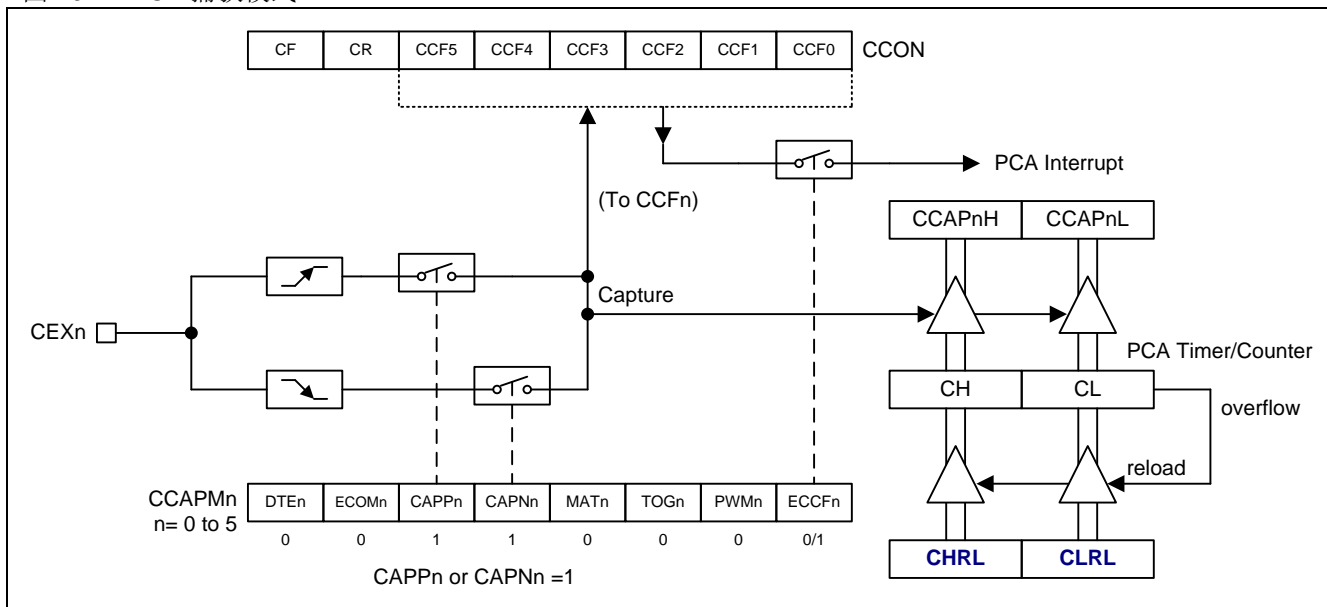 CF CR CCF5 CCF4 CCF3 CCF2 CCF1 CCF0 CCON
PCA Interrupt
(To CCFn)
CCAPnH CCAPnL
Capture
CEXn
PCA Timer/Counter
CH CL
overflow
reload
CCAPMn
n= 0 to 5
DTEn ECOMn CAPPn CAPNn MATn TOGn PWMn ECCFn
0 0 1 1 0 0 0 0/1
CHRL CLRL
CAPPn or CAPNn =1